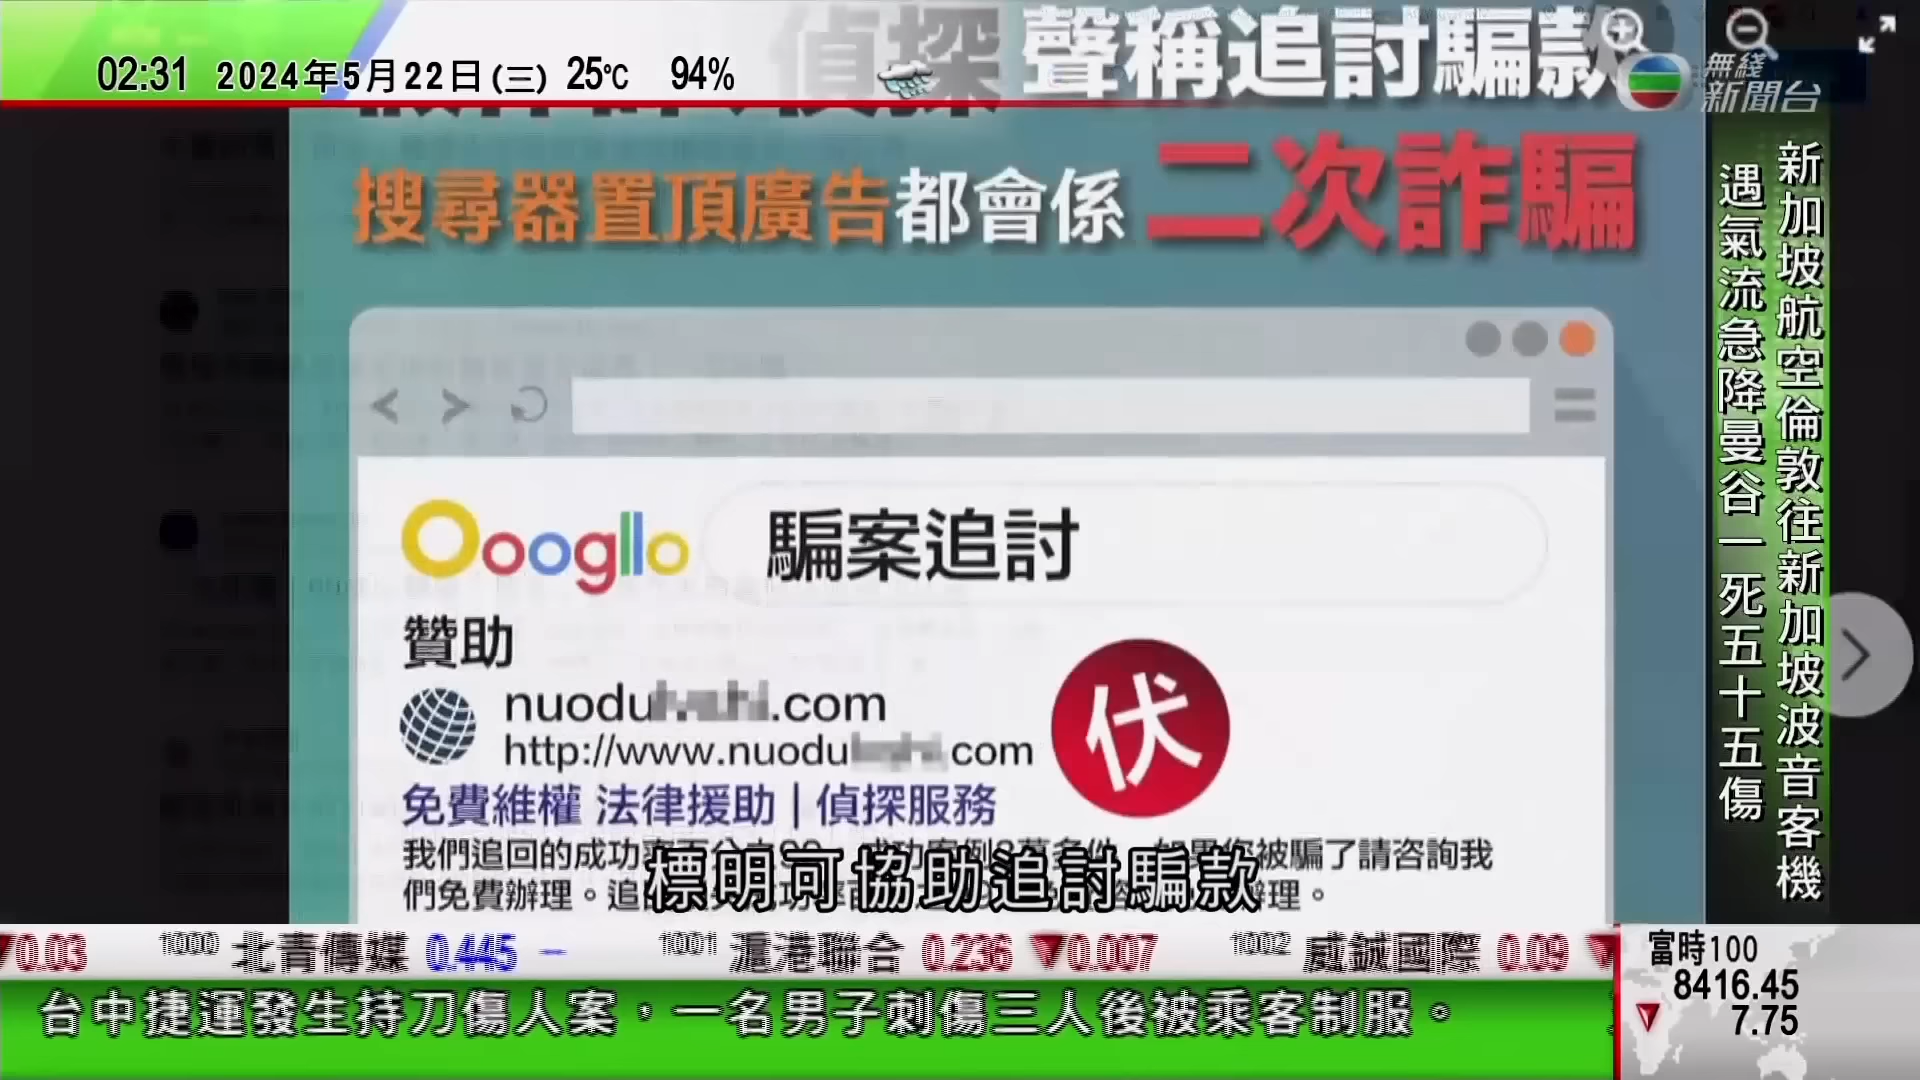 02:31 2024年5月22日(三) 25℃ 94%
偵探 聲稱追討騙款
無綫
新聞台
搜尋器置頂廣告都會係 二次詐騙
Oooglo 騙案追討
贊助
nuodu
.com
http://www.nuodu
.com
伏
免費維權 法律援助 | 偵探服務
我們追回的成功
如果您被騙了請咨詢我
們免費辦理。追
辦理。
標明可協助追討騙款
新加坡航空倫敦往新加坡波音客機
遇氣流急降曼谷一死五十五傷
▼0.03 1000 北青傳媒 0.445 – 1001 滬港聯合 0.236 ▼0.007 1002 威鋮國際 0.09 ▼
富時100
8416.45
▼ 7.75
台中捷運發生持刀傷人案，一名男子刺傷三人後被乘客制服。